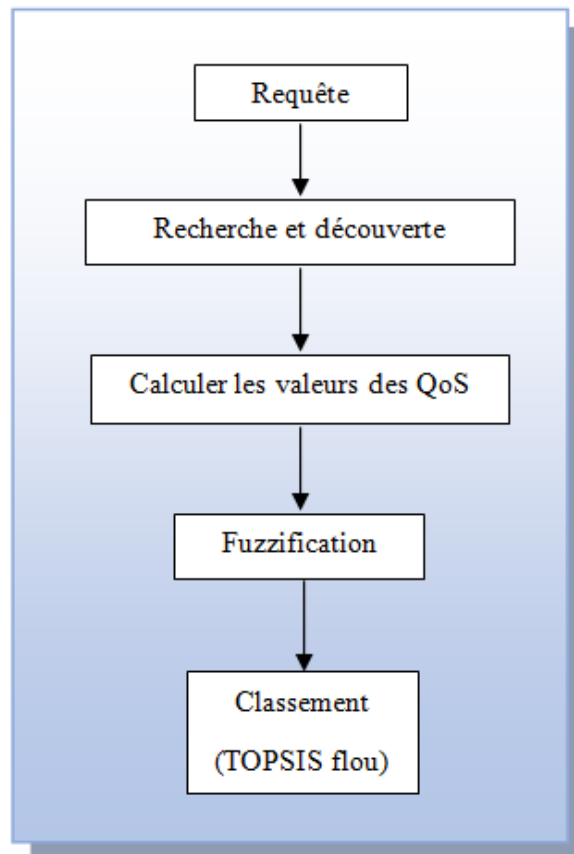 Requête
Recherche et découverte
Calculer les valeurs des QoS
Fuzzification
Classement
(TOPSIS flou)